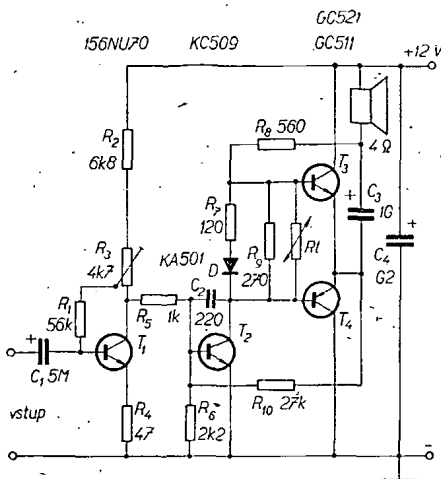 GC521
156NU70 KC509 GC511
+12 V
R2
6k8
R8 560
4Ω
T3
R7
120
C3
1G
R3
4k7
KA501
D
R9
270
Rt
C4
G2
R1
56k
C2
220
R5
1k
T1
T2
T4
C1 5M
R10 27k
vstup
R4
47
R6
2k2